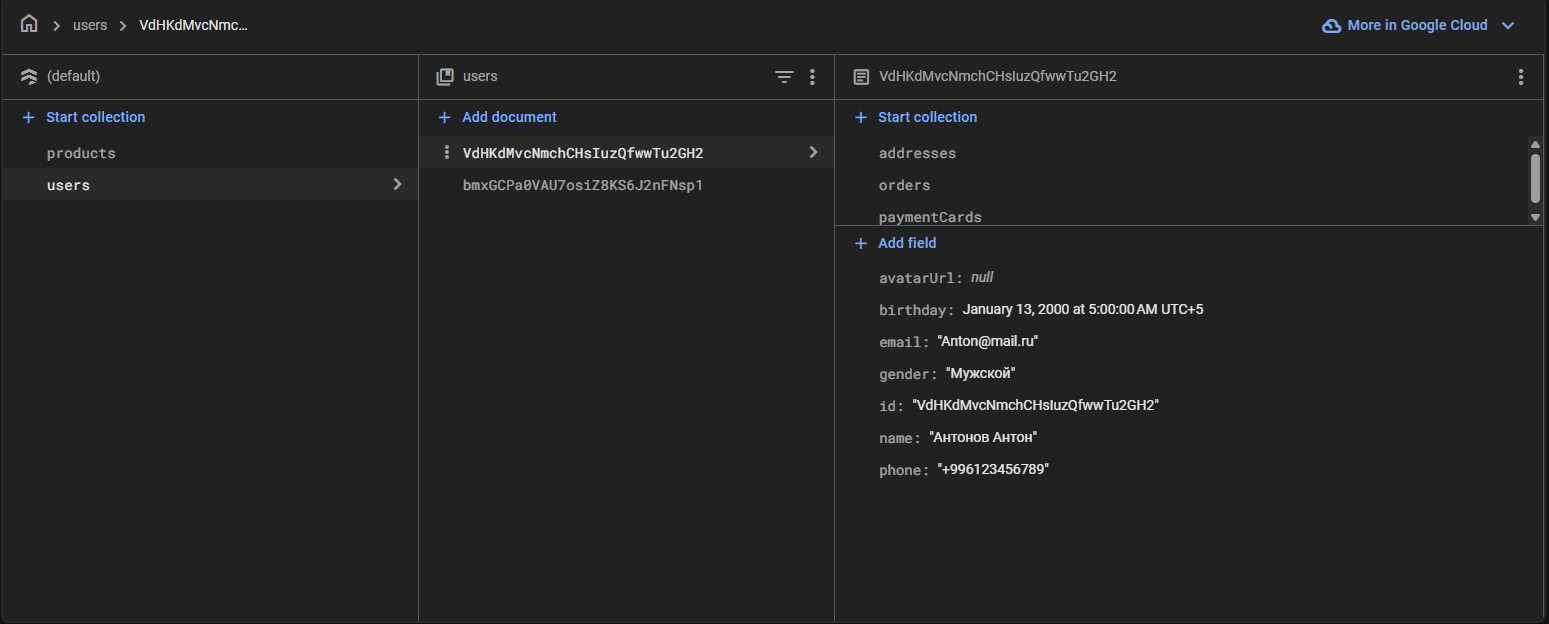 users VdHKdMvcNmc... More in Google Cloud
(default)
Start collection
products
users
users
Add document
VdHKdMvcNmchCHsIuzQfwwTu2GH2
bmxGCPa0VAU7osiZ8KS6J2nFNsp1
VdHKdMvcNmchCHsIuzQfwwTu2GH2
Start collection
addresses
orders
paymentCards
Add field
avatarUrl: null
birthday: January 13, 2000 at 5:00:00 AM UTC+5
email: "Anton@mail.ru"
gender: "Мужской"
id: "VdHKdMvcNmchCHsIuzQfwwTu2GH2"
name: "Антонов Антон"
phone: "+996123456789"